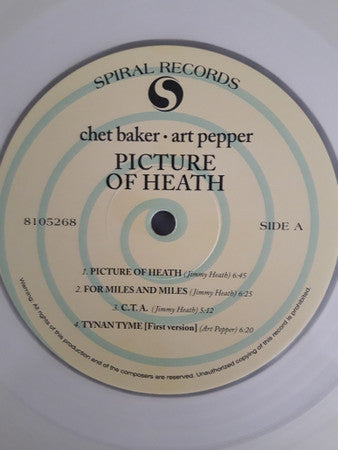 SPIRAL RECORDS
chet baker • art pepper
PICTURE
OF HEATH
8105268
SIDE A
1. PICTURE OF HEATH (Jimmy Heath) 6:45
2. FOR MILES AND MILES (Jimmy Heath) 6:25
3. C.T.A. (Jimmy Heath) 5:12
4. TYNAN TYME [First version] (Art Pepper) 6:20
Warning. All rights of this production and of the composers are reserved. Unauthorized copying of this record is prohibited.